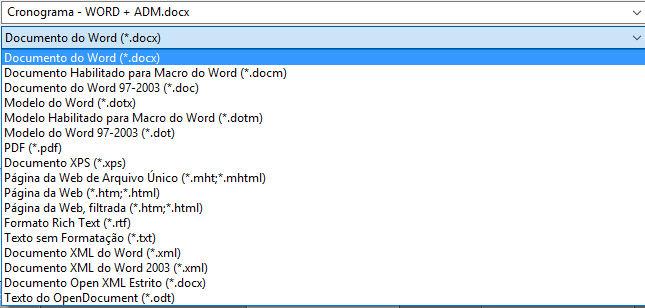 Cronograma - WORD + ADM.docx
Documento do Word (*.docx)
Documento do Word (*.docx)
Documento Habilitado para Macro do Word (*.docm)
Documento do Word 97-2003 (*.doc)
Modelo do Word (*.dotx)
Modelo Habilitado para Macro do Word (*.dotm)
Modelo do Word 97-2003 (*.dot)
PDF (*.pdf)
Documento XPS (*.xps)
Página da Web de Arquivo Único (*.mht;*.mhtml)
Página da Web (*.htm;*.html)
Página da Web, filtrada (*.htm;*.html)
Formato Rich Text (*.rtf)
Texto sem Formatação (*.txt)
Documento XML do Word (*.xml)
Documento XML do Word 2003 (*.xml)
Documento Open XML Estrito (*.docx)
Texto do OpenDocument (*.odt)